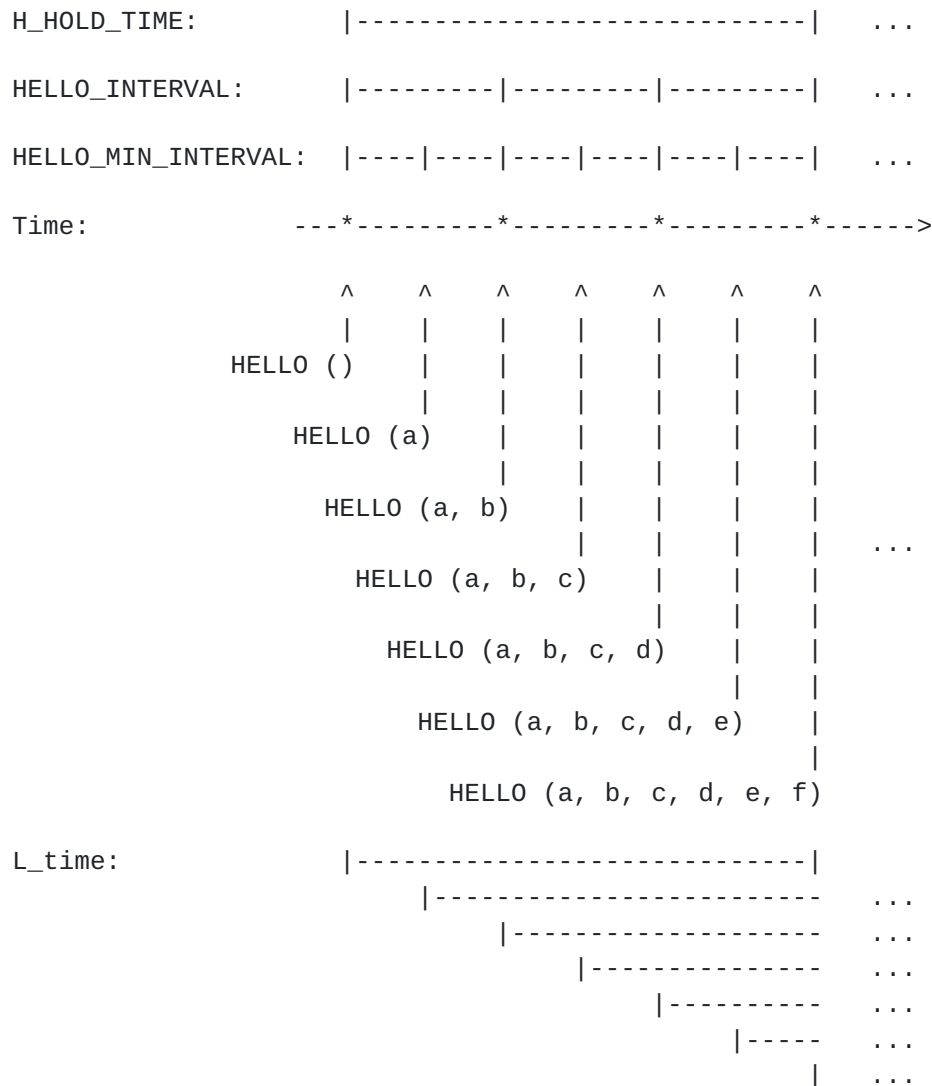 H_HOLD_TIME:         |-----------------------------|   ...
HELLO_INTERVAL:      |---------|---------|---------|   ...
HELLO_MIN_INTERVAL:  |----|----|----|----|----|----|   ...
Time:             ---*---------*---------*---------*------>
                     ^    ^    ^    ^    ^    ^    ^
                     |    |    |    |    |    |    |
              HELLO ()    |    |    |    |    |    |
                          |    |    |    |    |    |
                  HELLO (a)    |    |    |    |    |
                               |    |    |    |    |
                    HELLO (a, b)    |    |    |    |
                                    |    |    |    |   ...
                      HELLO (a, b, c)    |    |    |
                                         |    |    |
                        HELLO (a, b, c, d)    |    |
                                              |    |
                          HELLO (a, b, c, d, e)    |
                                                   |
                            HELLO (a, b, c, d, e, f)
L_time:              |-----------------------------|
                          |-------------------------   ...
                               |--------------------   ...
                                    |---------------   ...
                                         |----------   ...
                                              |-----   ...
                                                   |   ...